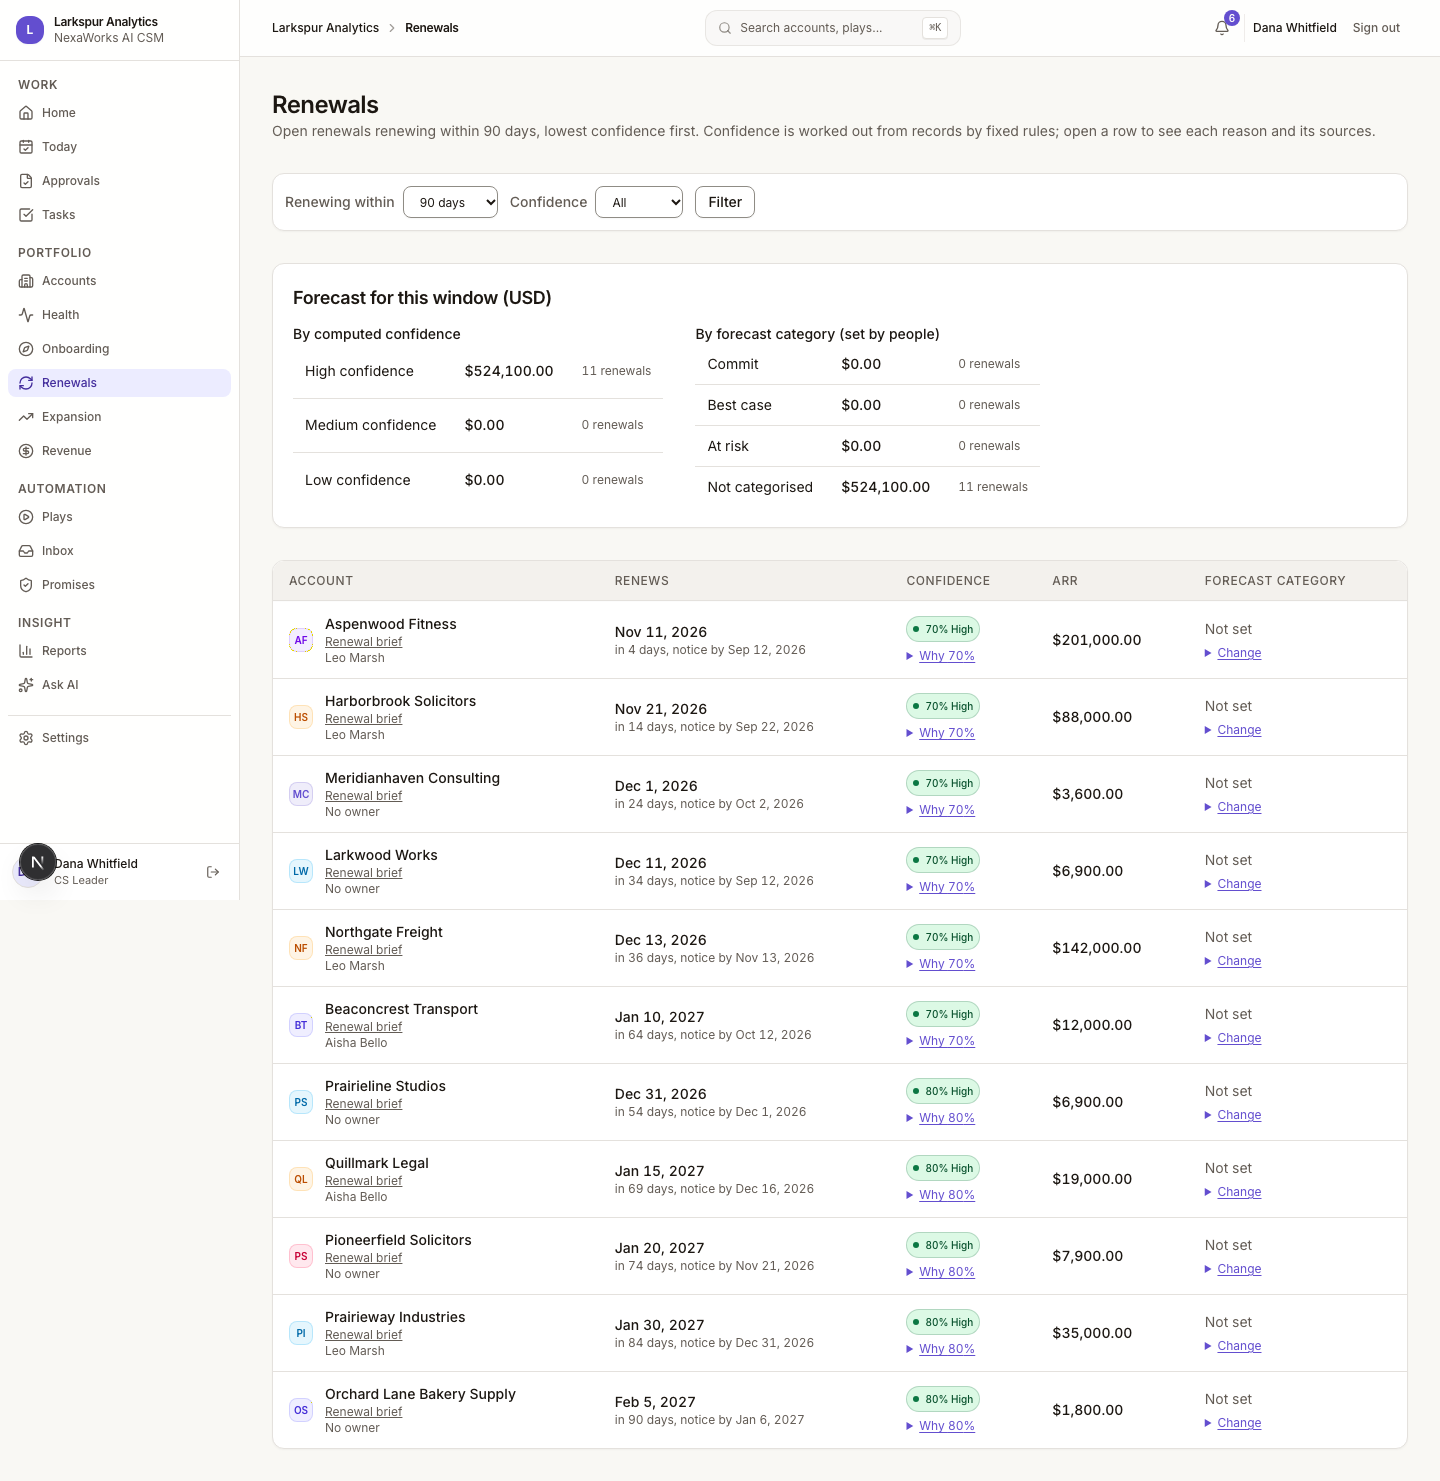 L
Larkspur Analytics
NexaWorks AI CSM
WORK
Home
Today
Approvals
Tasks
PORTFOLIO
Accounts
Health
Onboarding
Renewals
Expansion
Revenue
AUTOMATION
Plays
Inbox
Promises
INSIGHT
Reports
Ask AI
Settings
N
Dana Whitfield
CS Leader
Larkspur Analytics > Renewals
Search accounts, plays... ⌘K
6
Dana Whitfield
Sign out
Renewals
Open renewals renewing within 90 days, lowest confidence first. Confidence is worked out from records by fixed rules; open a row to see each reason and its sources.
Renewing within 90 days Confidence All Filter
Forecast for this window (USD)
By computed confidence
High confidence $524,100.00 11 renewals
Medium confidence $0.00 0 renewals
Low confidence $0.00 0 renewals
By forecast category (set by people)
Commit $0.00 0 renewals
Best case $0.00 0 renewals
At risk $0.00 0 renewals
Not categorised $524,100.00 11 renewals
ACCOUNT RENEWS CONFIDENCE ARR FORECAST CATEGORY
AF
Aspenwood Fitness
Renewal brief
Leo Marsh
Nov 11, 2026
in 4 days, notice by Sep 12, 2026
70% High
Why 70%
$201,000.00
Not set
Change
HS
Harborbrook Solicitors
Renewal brief
Leo Marsh
Nov 21, 2026
in 14 days, notice by Sep 22, 2026
70% High
Why 70%
$88,000.00
Not set
Change
MC
Meridianhaven Consulting
Renewal brief
No owner
Dec 1, 2026
in 24 days, notice by Oct 2, 2026
70% High
Why 70%
$3,600.00
Not set
Change
LW
Larkwood Works
Renewal brief
No owner
Dec 11, 2026
in 34 days, notice by Sep 12, 2026
70% High
Why 70%
$6,900.00
Not set
Change
NF
Northgate Freight
Renewal brief
Leo Marsh
Dec 13, 2026
in 36 days, notice by Nov 13, 2026
70% High
Why 70%
$142,000.00
Not set
Change
BT
Beaconcrest Transport
Renewal brief
Aisha Bello
Jan 10, 2027
in 64 days, notice by Oct 12, 2026
70% High
Why 70%
$12,000.00
Not set
Change
PS
Prairieline Studios
Renewal brief
No owner
Dec 31, 2026
in 54 days, notice by Dec 1, 2026
80% High
Why 80%
$6,900.00
Not set
Change
QL
Quillmark Legal
Renewal brief
Aisha Bello
Jan 15, 2027
in 69 days, notice by Dec 16, 2026
80% High
Why 80%
$19,000.00
Not set
Change
PS
Pioneerfield Solicitors
Renewal brief
No owner
Jan 20, 2027
in 74 days, notice by Nov 21, 2026
80% High
Why 80%
$7,900.00
Not set
Change
PI
Prairieway Industries
Renewal brief
Leo Marsh
Jan 30, 2027
in 84 days, notice by Dec 31, 2026
80% High
Why 80%
$35,000.00
Not set
Change
OS
Orchard Lane Bakery Supply
Renewal brief
No owner
Feb 5, 2027
in 90 days, notice by Jan 6, 2027
80% High
Why 80%
$1,800.00
Not set
Change